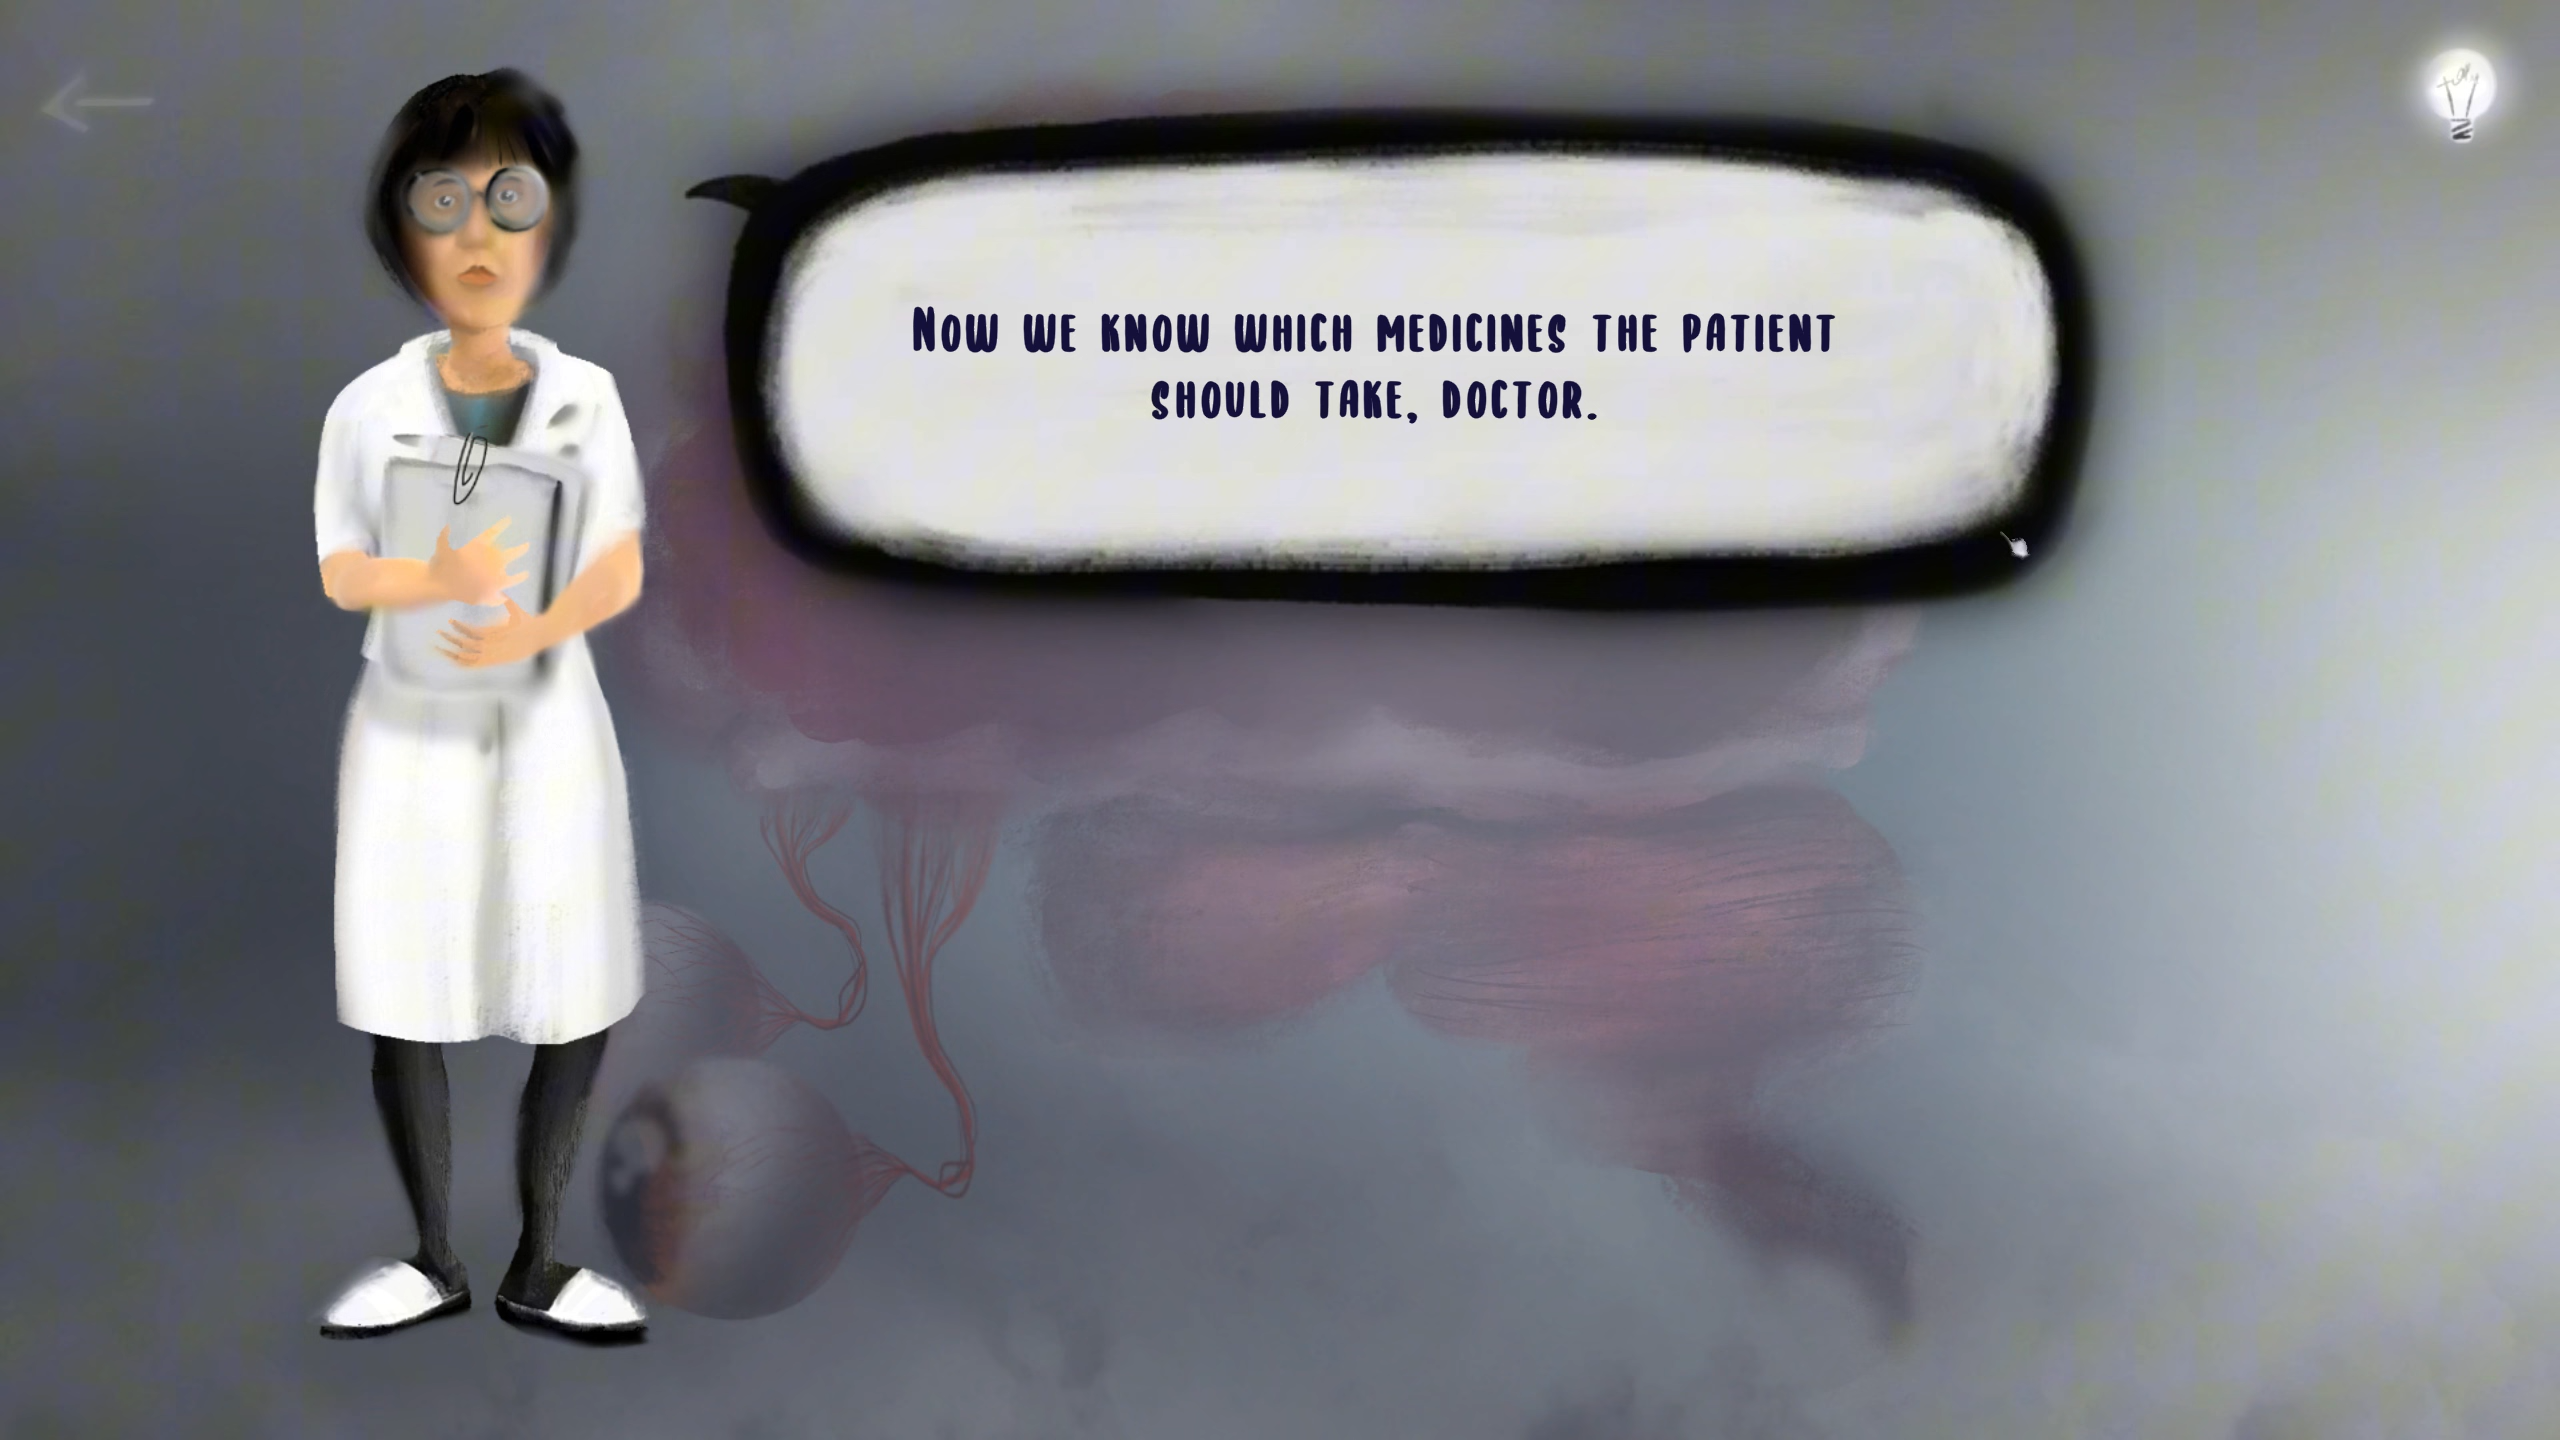 Now we know which medicines the patient
should take, doctor.